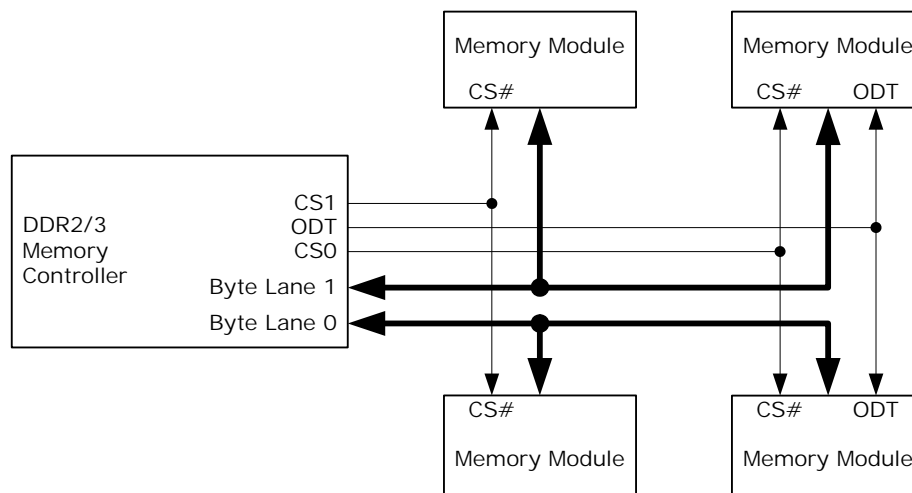 Memory Module
CS#
Memory Module
CS# ODT
DDR2/3
Memory
Controller
CS1
ODT
CS0
Byte Lane 1
Byte Lane 0
CS#
Memory Module
CS# ODT
Memory Module